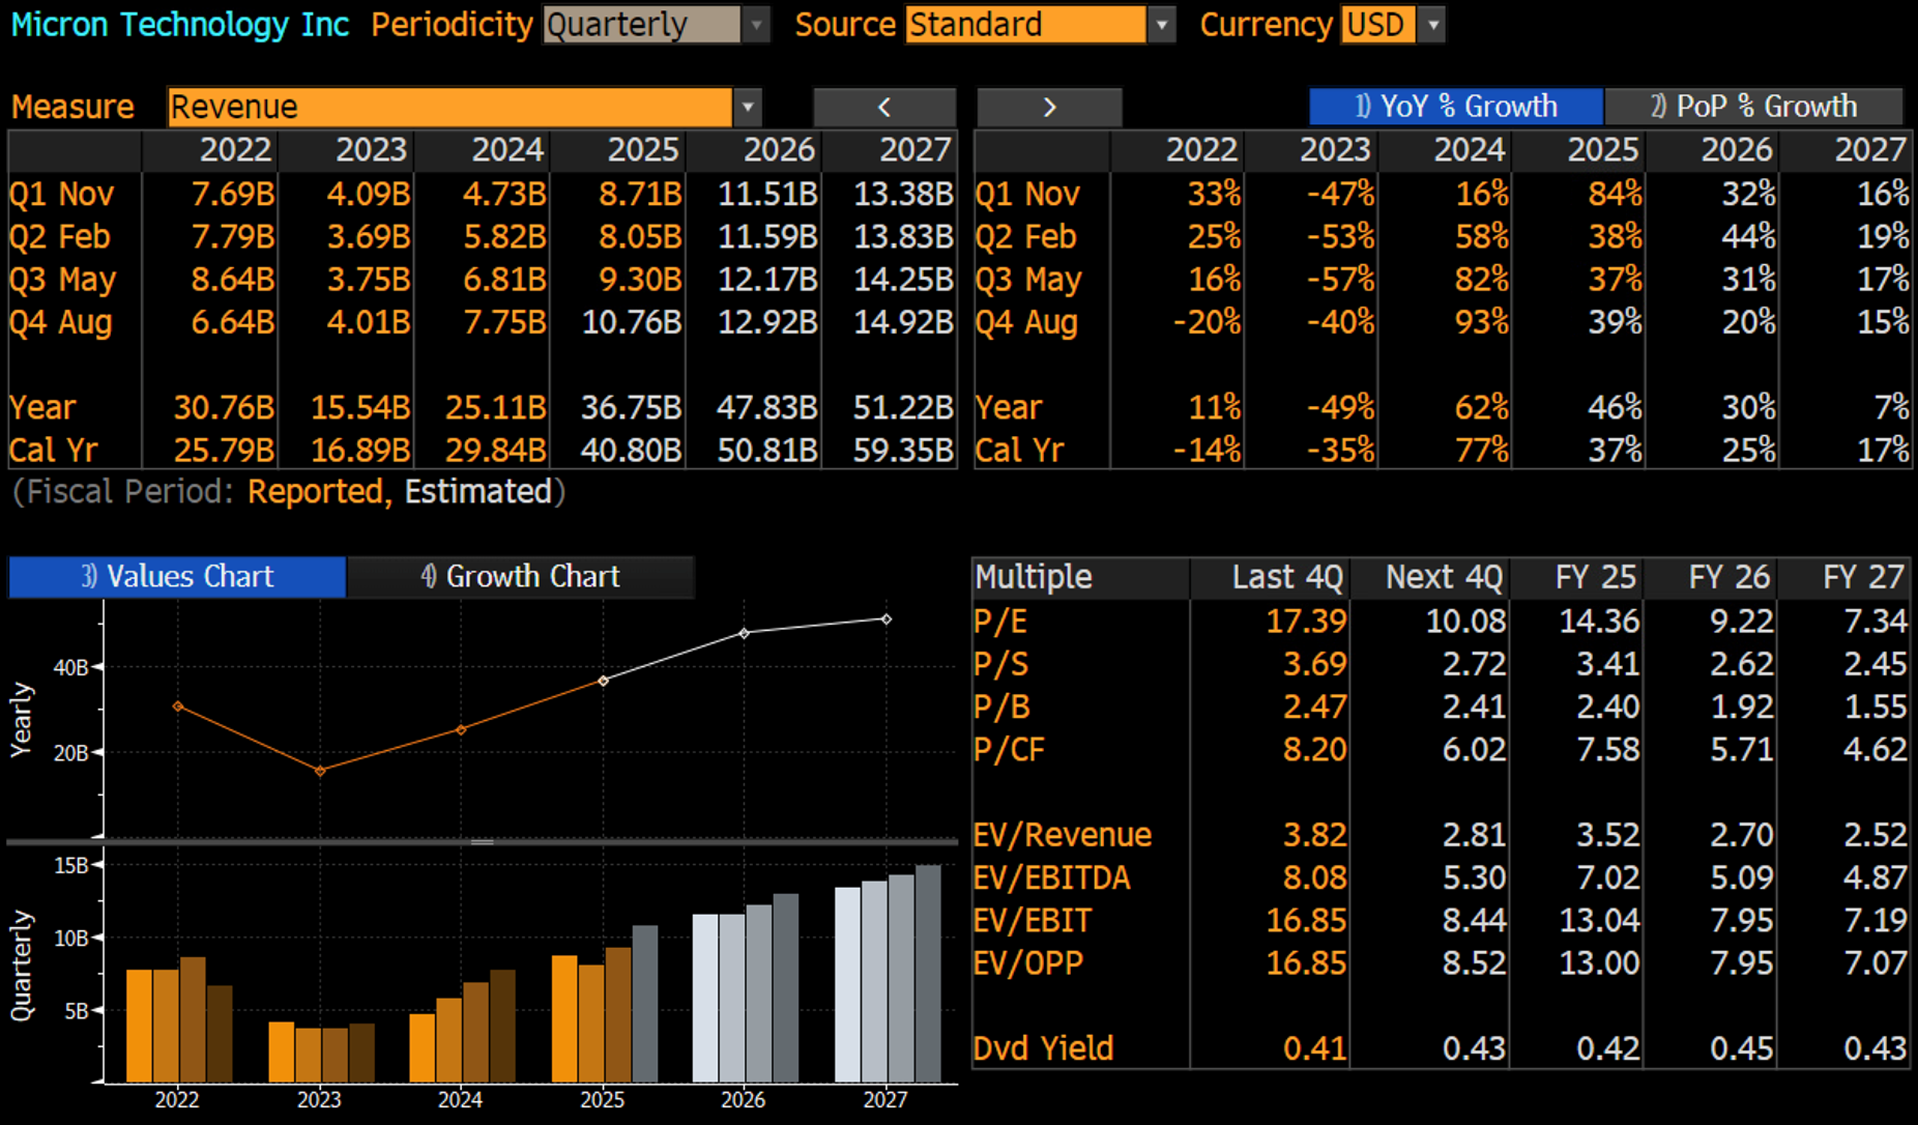 Micron Technology Inc Periodicity Quarterly Source Standard Currency USD
Measure Revenue < > 1) YoY % Growth 2) PoP % Growth
2022 2023 2024 2025 2026 2027 2022 2023 2024 2025 2026 2027
Q1 Nov 7.69B 4.09B 4.73B 8.71B 11.51B 13.38B Q1 Nov 33% -47% 16% 84% 32% 16%
Q2 Feb 7.79B 3.69B 5.82B 8.05B 11.59B 13.83B Q2 Feb 25% -53% 58% 38% 44% 19%
Q3 May 8.64B 3.75B 6.81B 9.30B 12.17B 14.25B Q3 May 16% -57% 82% 37% 31% 17%
Q4 Aug 6.64B 4.01B 7.75B 10.76B 12.92B 14.92B Q4 Aug -20% -40% 93% 39% 20% 15%
Year 30.76B 15.54B 25.11B 36.75B 47.83B 51.22B Year 11% -49% 62% 46% 30% 7%
Cal Yr 25.79B 16.89B 29.84B 40.80B 50.81B 59.35B Cal Yr -14% -35% 77% 37% 25% 17%
(Fiscal Period: Reported, Estimated)
3) Values Chart 4) Growth Chart
Yearly
40B
20B
Quarterly
15B
10B
5B
2022 2023 2024 2025 2026 2027
Multiple Last 4Q Next 4Q FY 25 FY 26 FY 27
P/E 17.39 10.08 14.36 9.22 7.34
P/S 3.69 2.72 3.41 2.62 2.45
P/B 2.47 2.41 2.40 1.92 1.55
P/CF 8.20 6.02 7.58 5.71 4.62
EV/Revenue 3.82 2.81 3.52 2.70 2.52
EV/EBITDA 8.08 5.30 7.02 5.09 4.87
EV/EBIT 16.85 8.44 13.04 7.95 7.19
EV/OPP 16.85 8.52 13.00 7.95 7.07
Dvd Yield 0.41 0.43 0.42 0.45 0.43